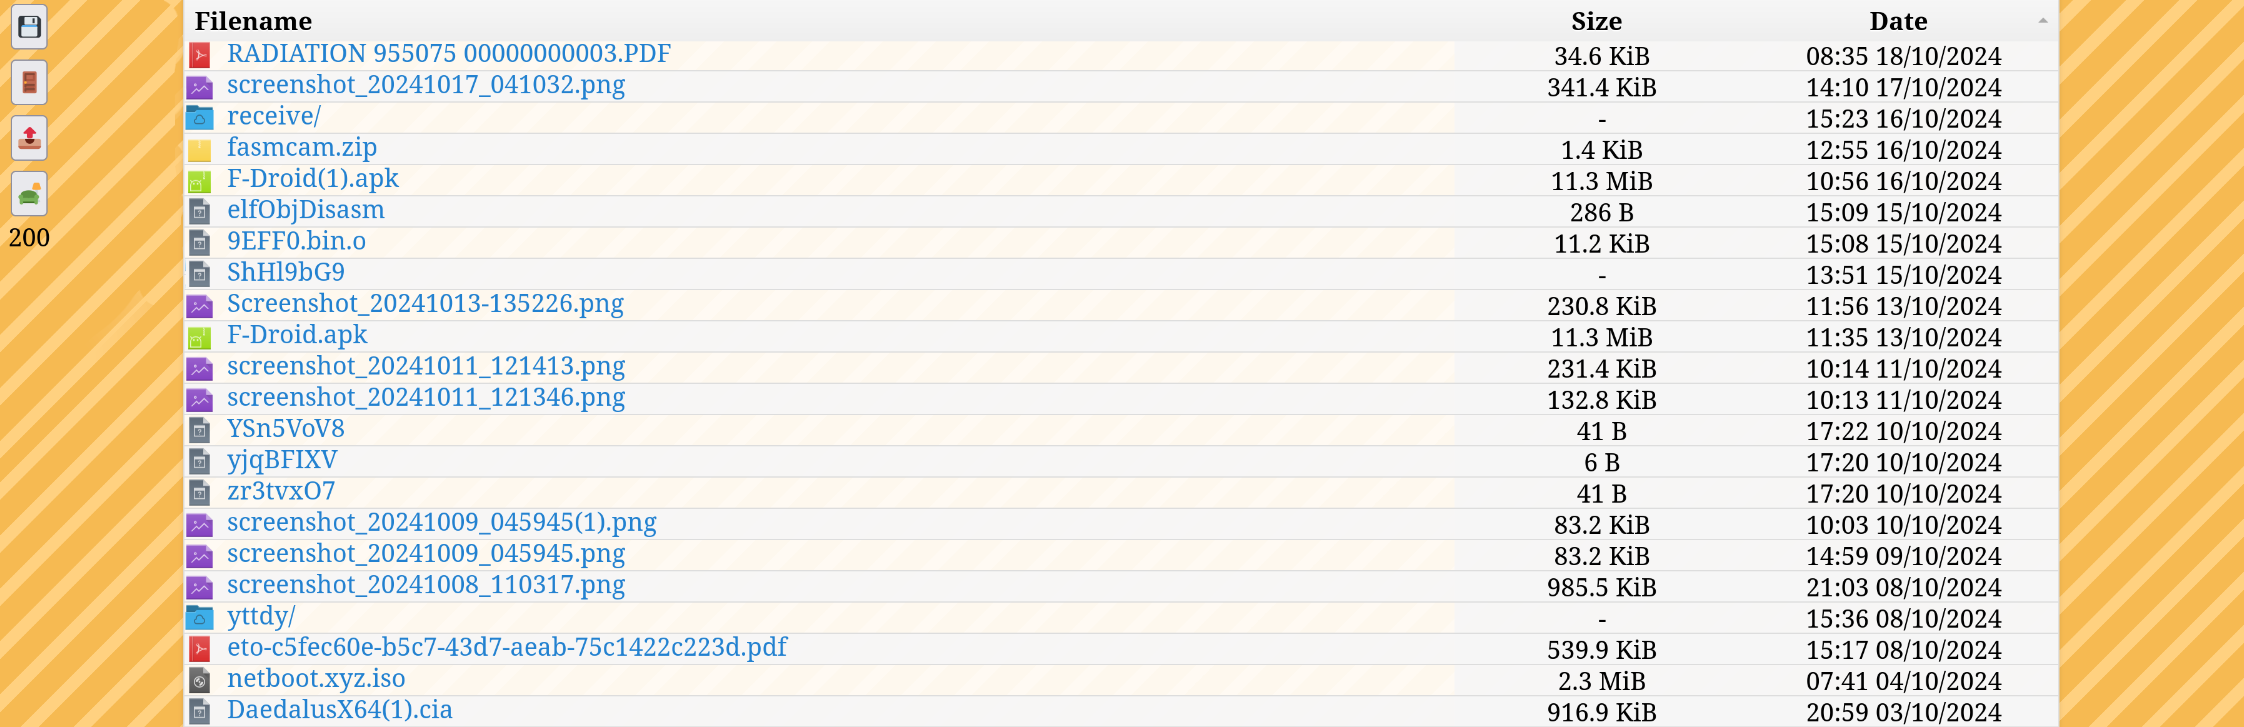 Filename Size Date
RADIATION 955075 00000000003.PDF 34.6 KiB 08:35 18/10/2024
screenshot_20241017_041032.png 341.4 KiB 14:10 17/10/2024
receive/ - 15:23 16/10/2024
fasmcam.zip 1.4 KiB 12:55 16/10/2024
F-Droid(1).apk 11.3 MiB 10:56 16/10/2024
elfObjDisasm 286 B 15:09 15/10/2024
9EFF0.bin.o 11.2 KiB 15:08 15/10/2024
200
ShHl9bG9 - 13:51 15/10/2024
Screenshot_20241013-135226.png 230.8 KiB 11:56 13/10/2024
F-Droid.apk 11.3 MiB 11:35 13/10/2024
screenshot_20241011_121413.png 231.4 KiB 10:14 11/10/2024
screenshot_20241011_121346.png 132.8 KiB 10:13 11/10/2024
YSn5VoV8 41 B 17:22 10/10/2024
yjqBFIXV 6 B 17:20 10/10/2024
zr3tvxO7 41 B 17:20 10/10/2024
screenshot_20241009_045945(1).png 83.2 KiB 10:03 10/10/2024
screenshot_20241009_045945.png 83.2 KiB 14:59 09/10/2024
screenshot_20241008_110317.png 985.5 KiB 21:03 08/10/2024
yttdy/ - 15:36 08/10/2024
eto-c5fec60e-b5c7-43d7-aeab-75c1422c223d.pdf 539.9 KiB 15:17 08/10/2024
netboot.xyz.iso 2.3 MiB 07:41 04/10/2024
DaedalusX64(1).cia 916.9 KiB 20:59 03/10/2024